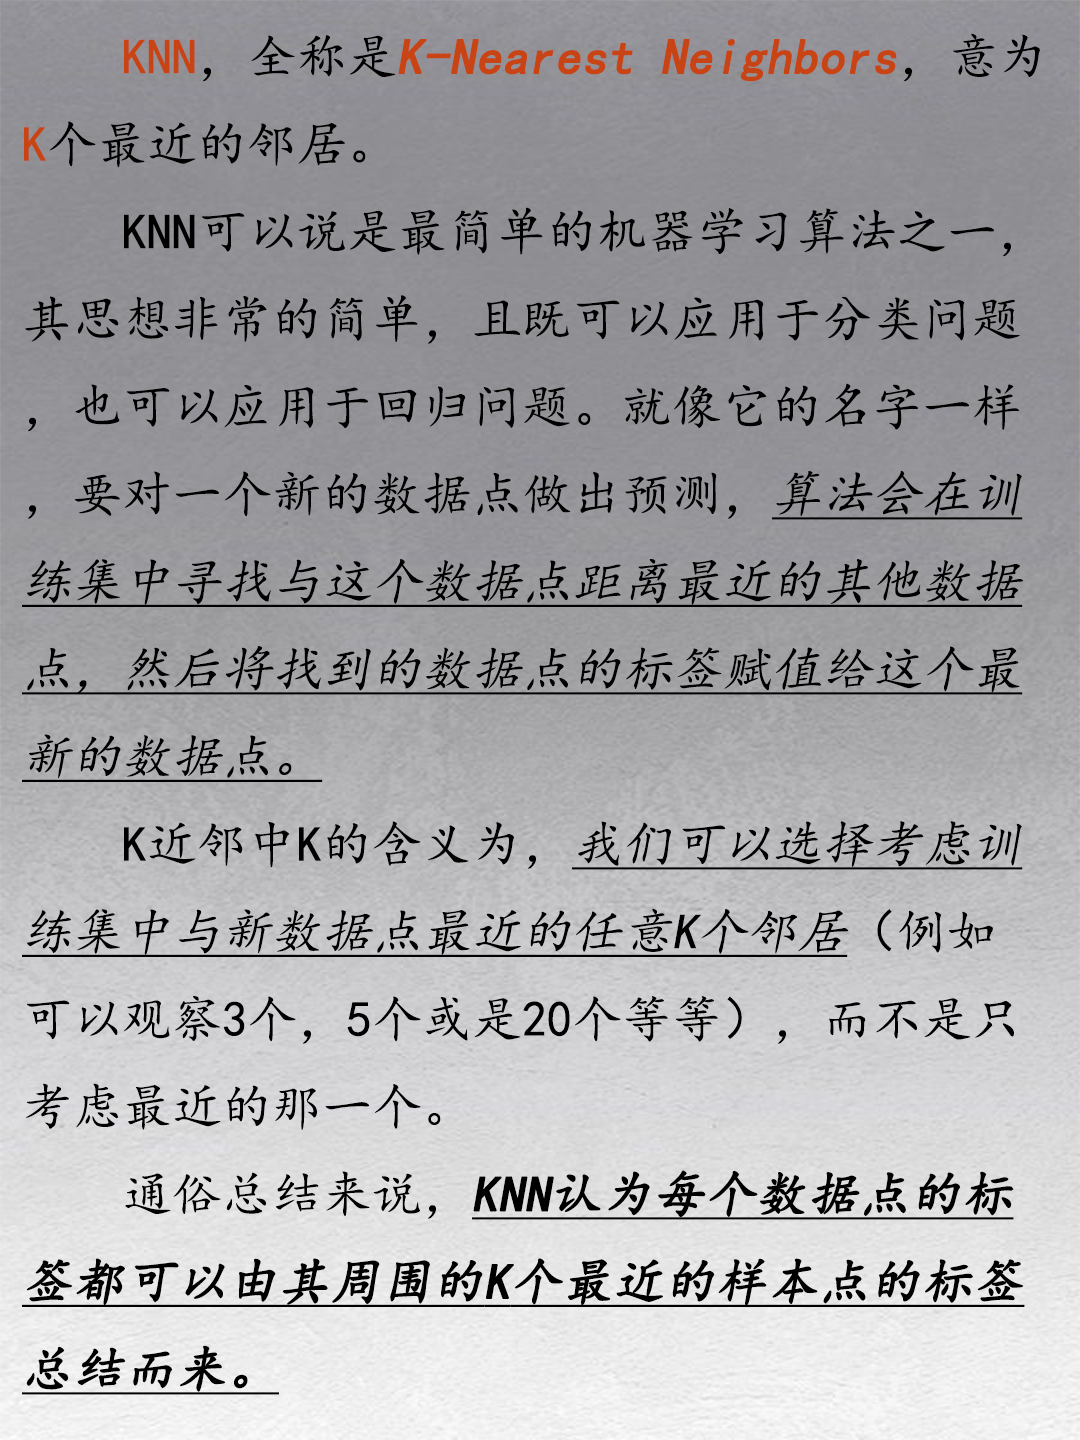 KNN，全称是K-Nearest Neighbors，意为
K个最近的邻居。
KNN可以说是最简单的机器学习算法之一，
其思想非常的简单，且既可以应用于分类问题
，也可以应用于回归问题。就像它的名字一样
，要对一个新的数据点做出预测，算法会在训
练集中寻找与这个数据点距离最近的其他数据
点，然后将找到的数据点的标签赋值给这个最
新的数据点。
K近邻中K的含义为，我们可以选择考虑训
练集中与新数据点最近的任意K个邻居（例如
可以观察3个，5个或是20个等等），而不是只
考虑最近的那一个。
通俗总结来说，KNN认为每个数据点的标
签都可以由其周围的K个最近的样本点的标签
总结而来。